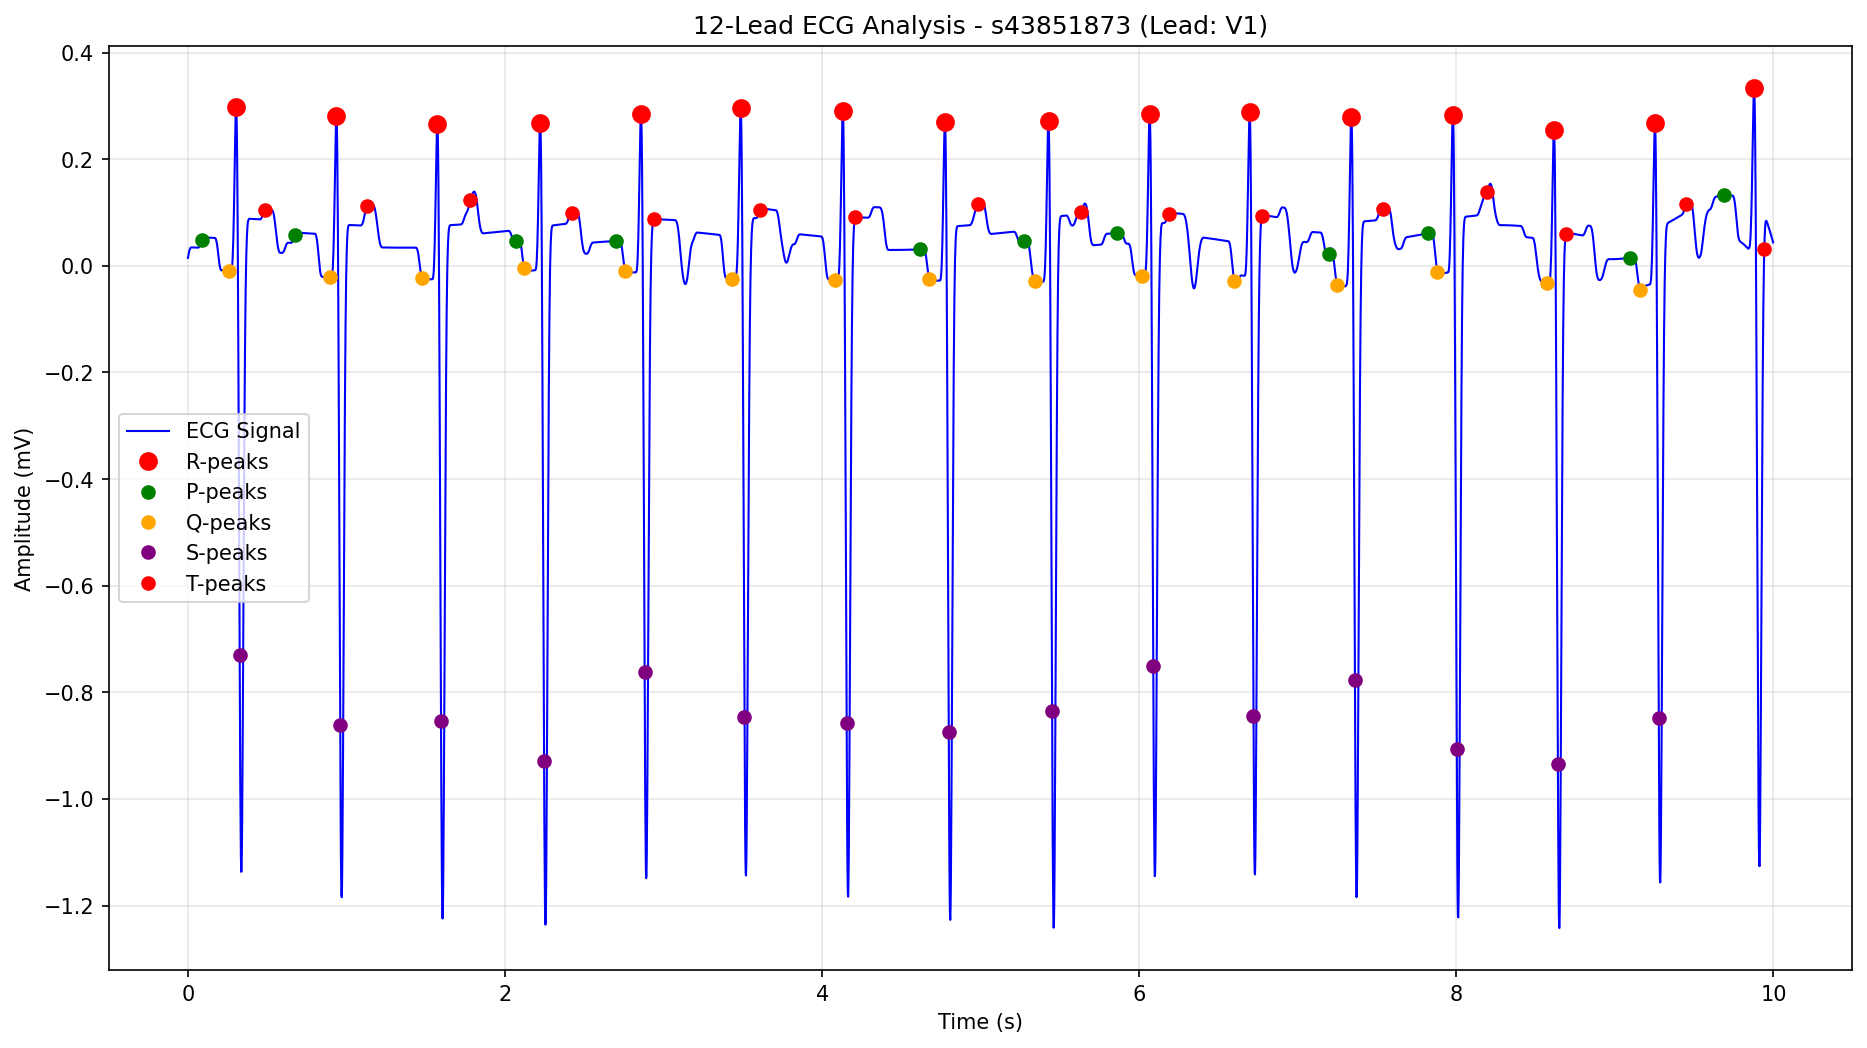 12-Lead ECG Analysis - s43851873 (Lead: V1)
0.4
0.2
0.0
−0.2
−0.4
−0.6
−0.8
−1.0
−1.2
Amplitude (mV)
ECG Signal
R-peaks
P-peaks
Q-peaks
S-peaks
T-peaks
0 2 4 6 8 10
Time (s)